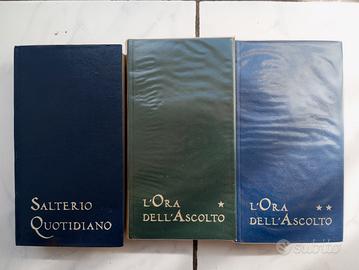 SALTERIO
QUOTIDIANO
L'ORA *
DELL'ASCOLTO
L'ORA **
DELL'ASCOLTO
subito